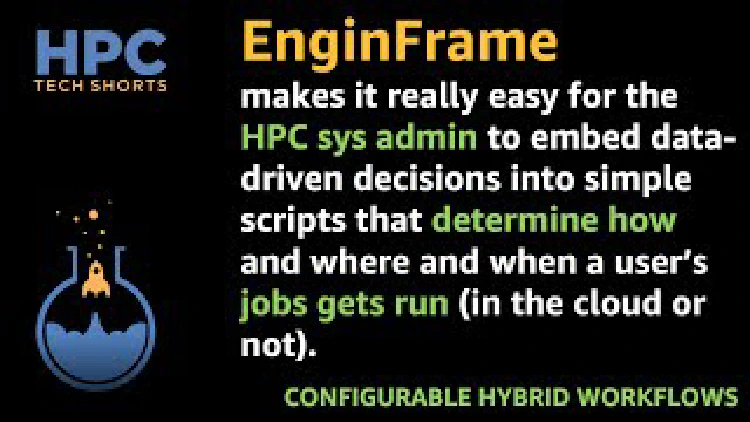 HPC
TECH SHORTS
EnginFrame
makes it really easy for the
HPC sys admin to embed data-
driven decisions into simple
scripts that determine how
and where and when a user's
jobs gets run (in the cloud or
not).
CONFIGURABLE HYBRID WORKFLOWS